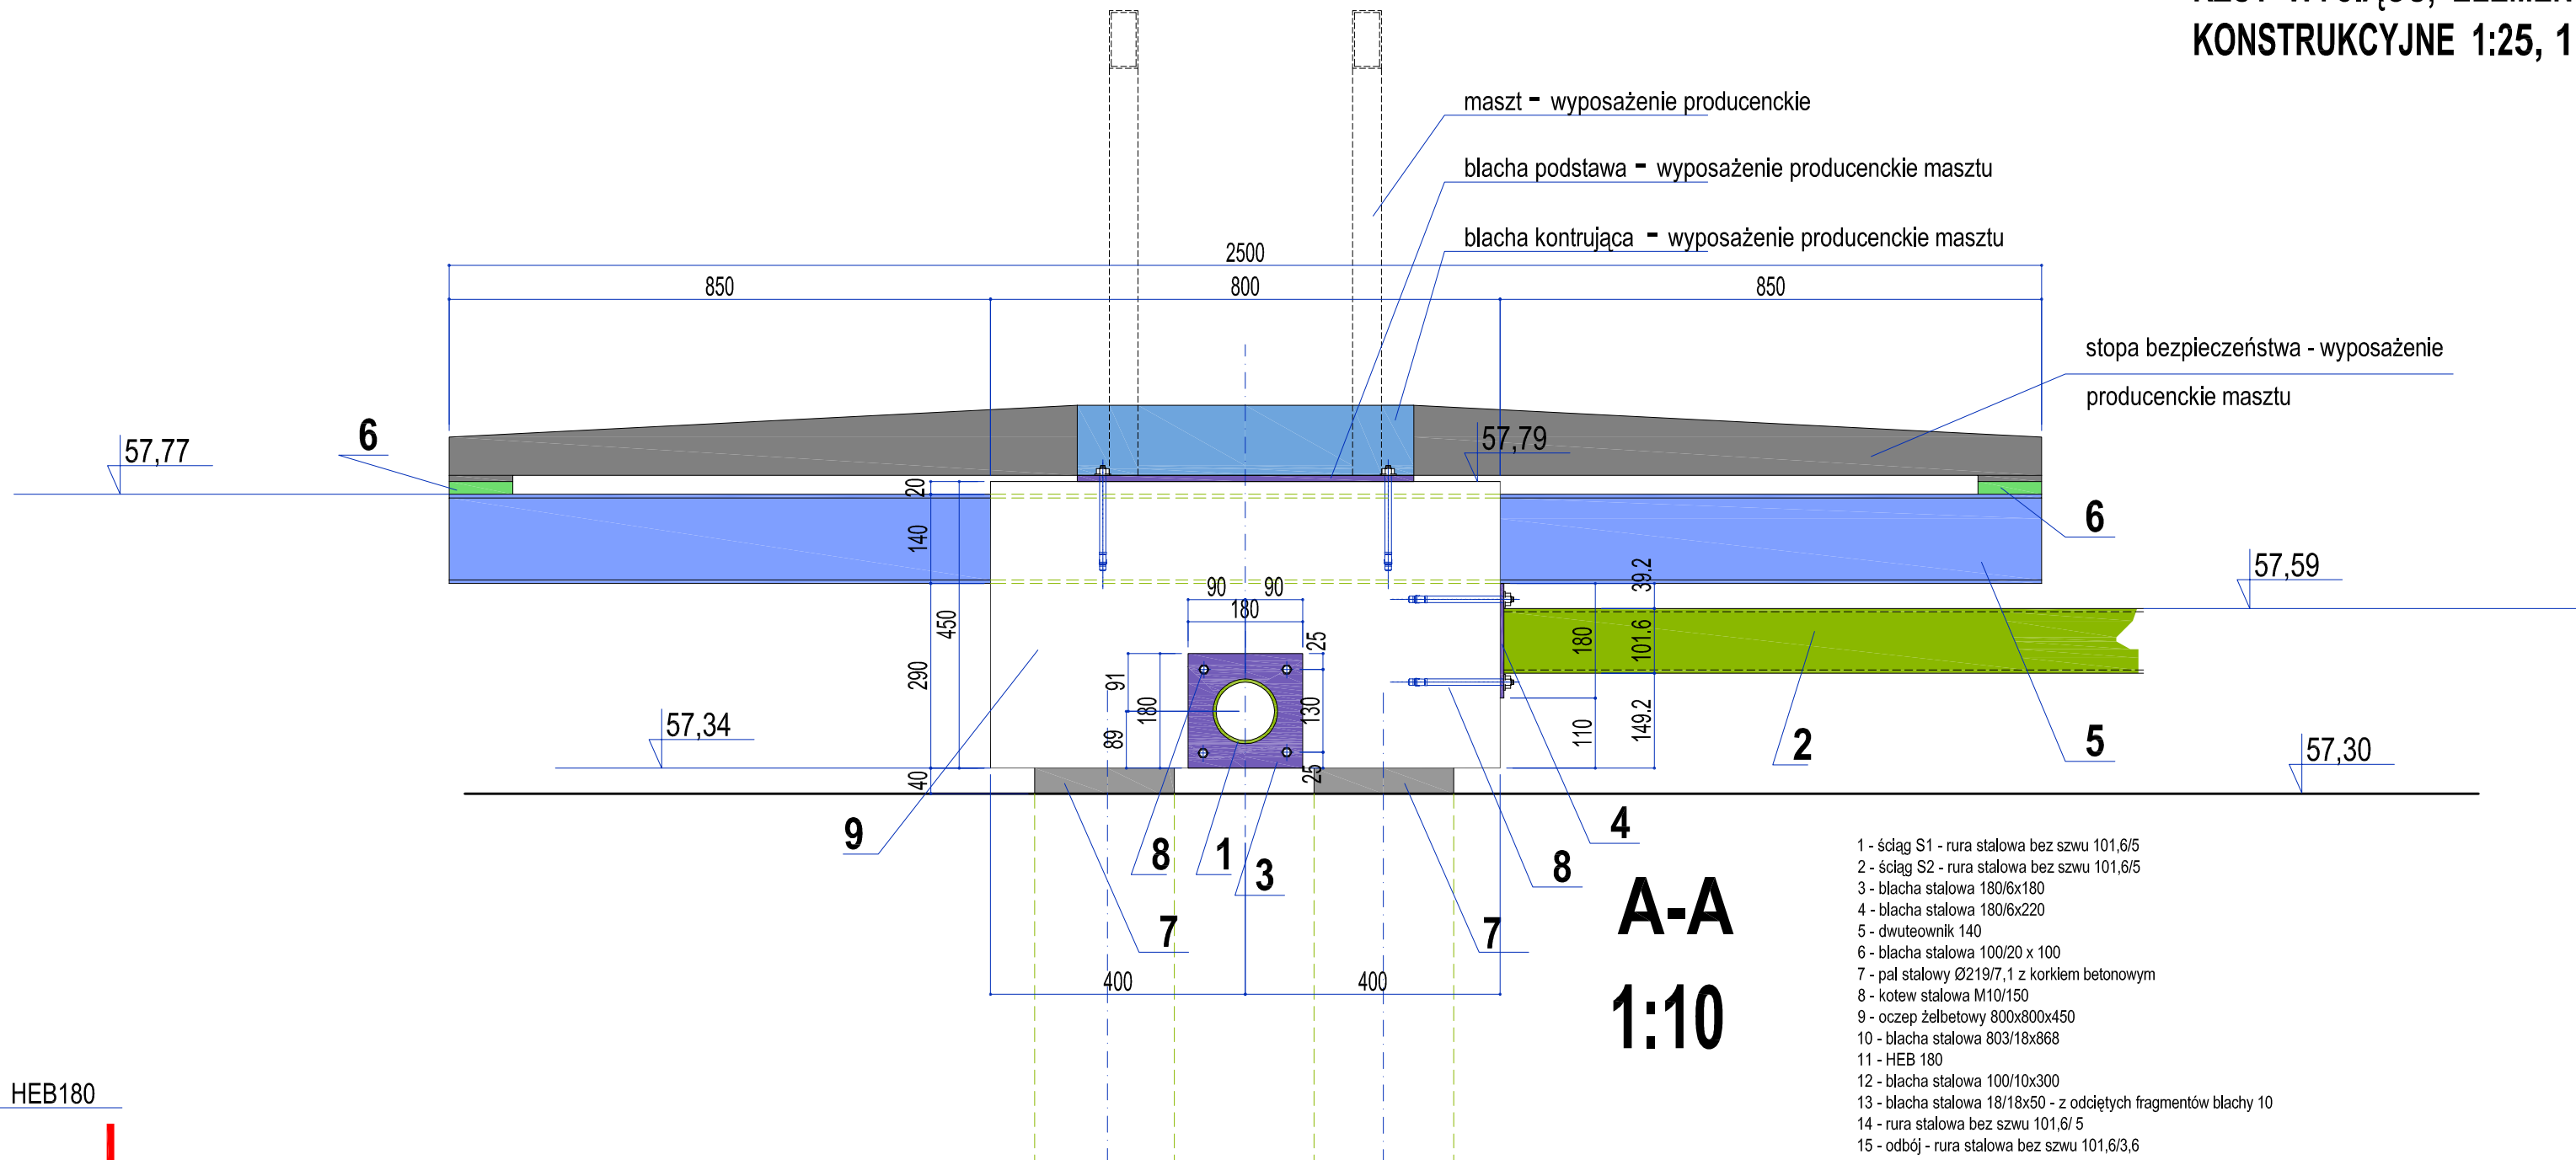 KONSTRUKCYJNE 1:25, 1
maszt - wyposażenie producenckie
blacha podstawa - wyposażenie producenckie masztu
blacha kontrująca - wyposażenie producenckie masztu
2500
850
800
850
stopa bezpieczeństwa - wyposażenie
producenckie masztu
57,77
6
57,79
20
140
450
290
40
6
57,59
90
90
180
25
91
180
89
130
25
39.2
180
101.6
110
149.2
57,34
57,30
2
5
9
8
1
3
4
8
7
7
400
400
A-A
1:10
1 - ściąg S1 - rura stalowa bez szwu 101,6/5
2 - ściąg S2 - rura stalowa bez szwu 101,6/5
3 - blacha stalowa 180/6x180
4 - blacha stalowa 180/6x220
5 - dwuteownik 140
6 - blacha stalowa 100/20 x 100
7 - pal stalowy Ø219/7,1 z korkiem betonowym
8 - kotew stalowa M10/150
9 - oczep żelbetowy 800x800x450
10 - blacha stalowa 803/18x868
11 - HEB 180
12 - blacha stalowa 100/10x300
13 - blacha stalowa 18/18x50 - z odciętych fragmentów blachy 10
14 - rura stalowa bez szwu 101,6/ 5
15 - odbój - rura stalowa bez szwu 101,6/3,6
HEB180